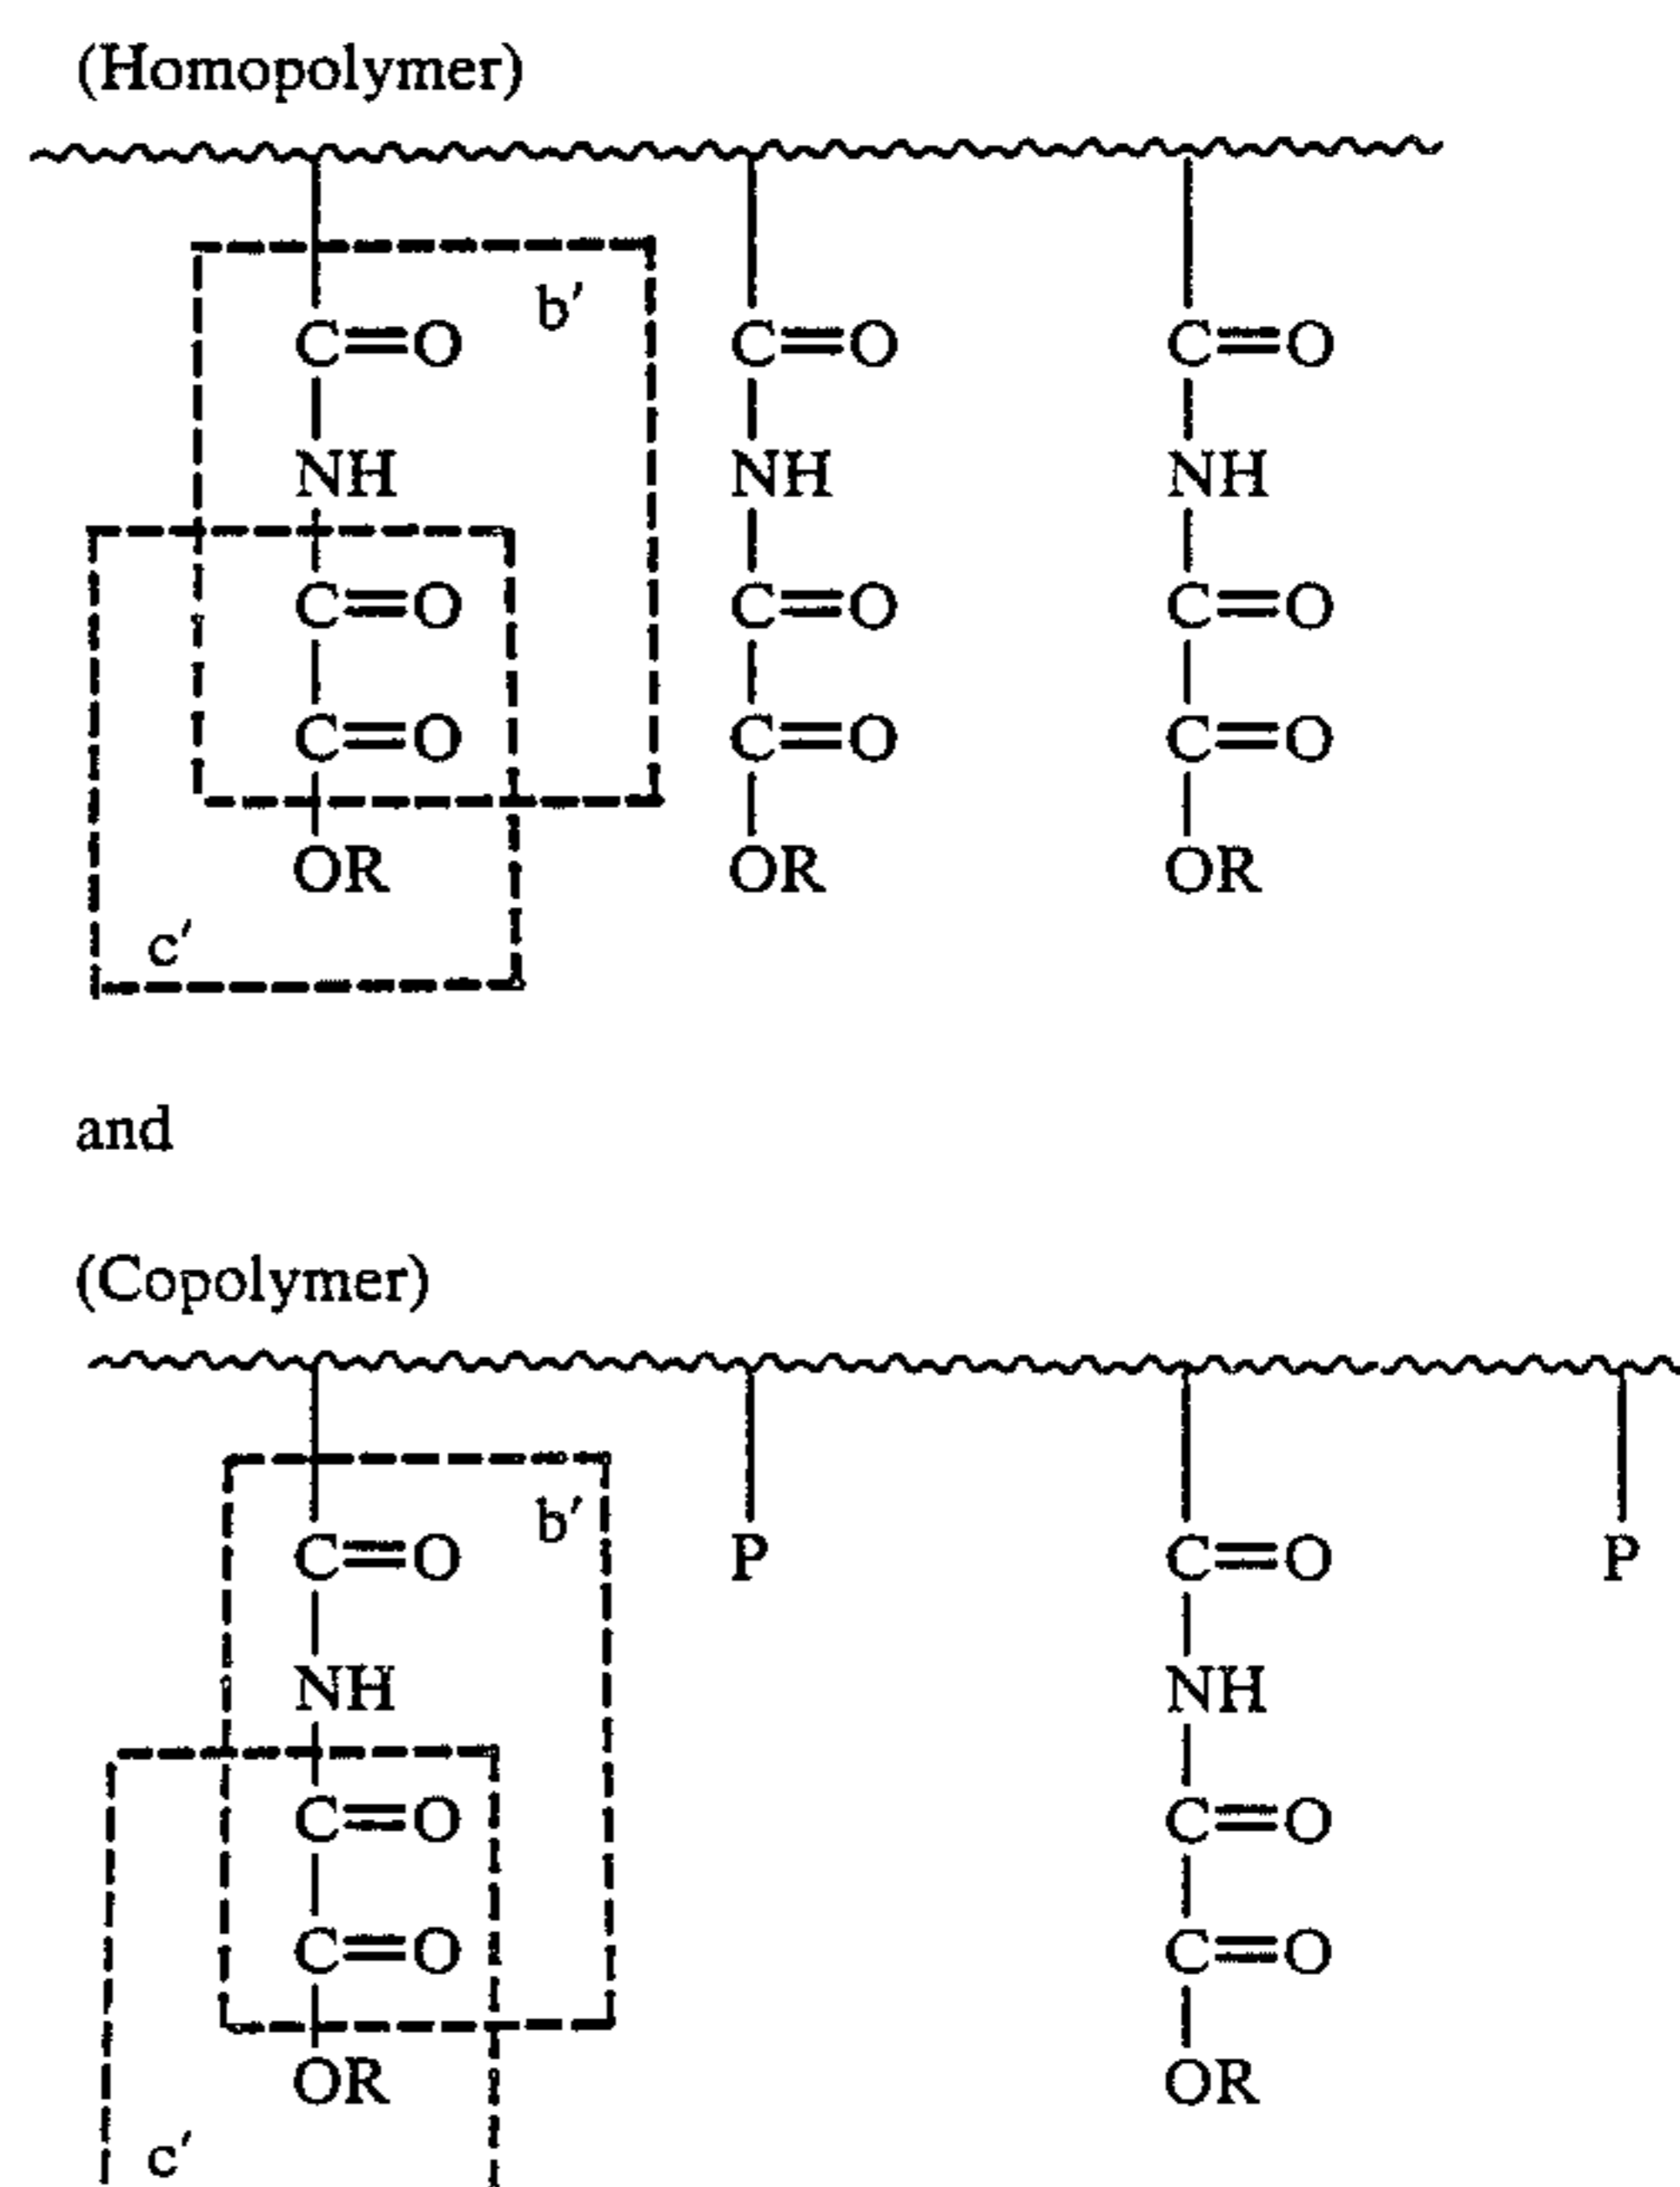 (Homopolymer)
b′
C=O C=O C=O
NH NH NH
C=O C=O C=O
C=O C=O C=O
OR OR OR
c′
and
(Copolymer)
b′
C=O P C=O P
NH NH
C=O C=O
C=O C=O
OR OR
c′